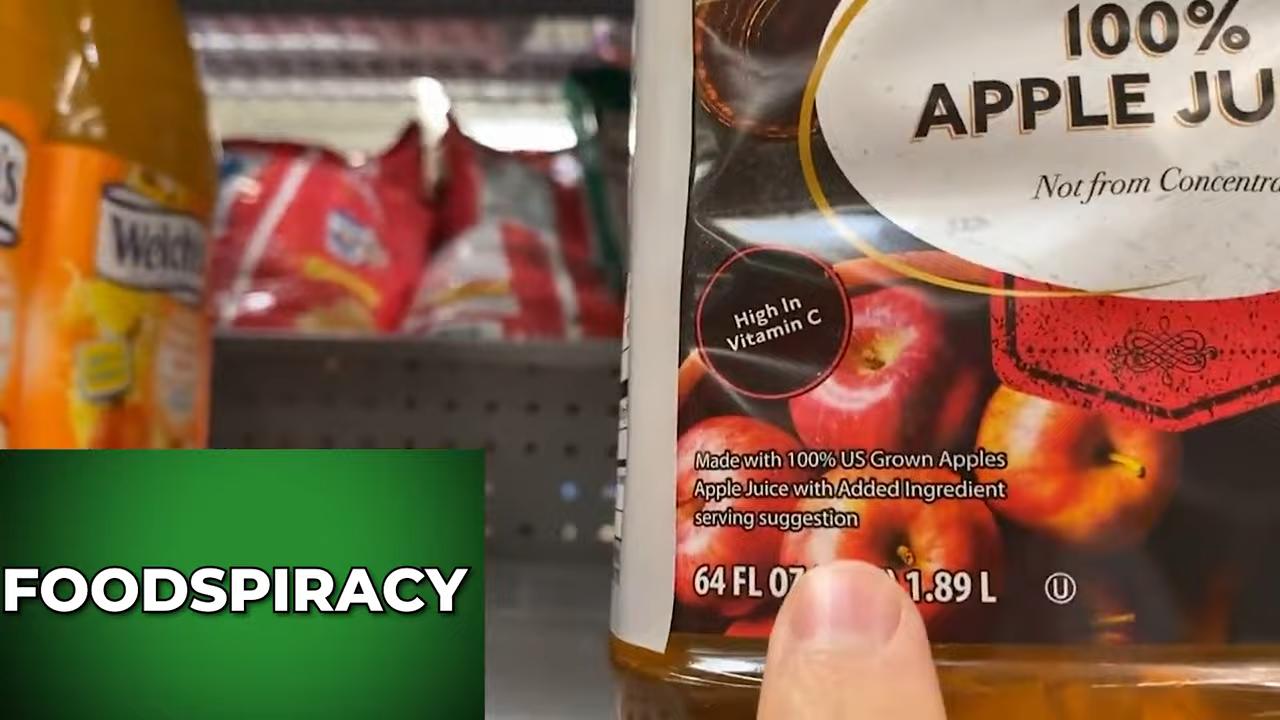 100%
APPLE JU
Not from Concentra
Welch's
High In
Vitamin C
Made with 100% US Grown Apples
Apple Juice with Added Ingredient
serving suggestion
64 FL OZ 1.89 L
U
FOODSPIRACY